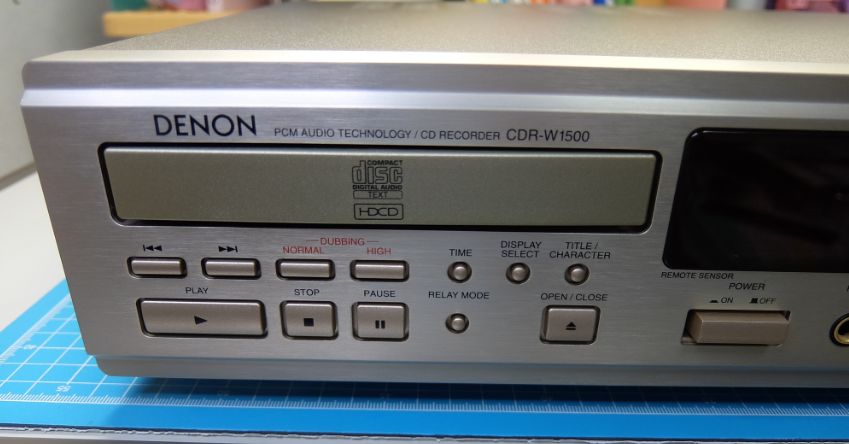 DENON PCM AUDIO TECHNOLOGY / CD RECORDER CDR-W1500
COMPACT
disc
DIGITAL AUDIO
TEXT
HDCD
DUBBING
NORMAL HIGH
TIME
DISPLAY
SELECT
TITLE /
CHARACTER
REMOTE SENSOR
PLAY
STOP
PAUSE
RELAY MODE
OPEN / CLOSE
POWER
ON OFF